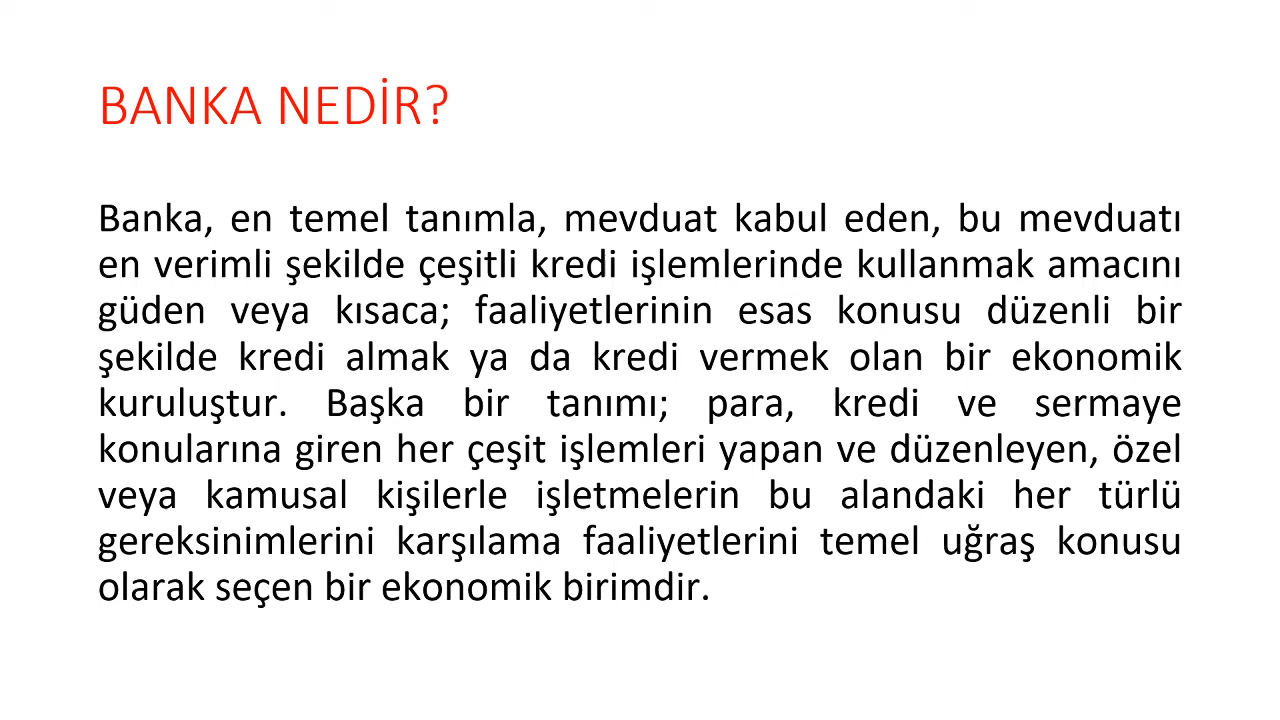 BANKA NEDİR?
Banka, en temel tanımla, mevduat kabul eden, bu mevduatı
en verimli şekilde çeşitli kredi işlemlerinde kullanmak amacını
güden veya kısaca; faaliyetlerinin esas konusu düzenli bir
şekilde kredi almak ya da kredi vermek olan bir ekonomik
kuruluştur. Başka bir tanımı; para, kredi ve sermaye
konularına giren her çeşit işlemleri yapan ve düzenleyen, özel
veya kamusal kişilerle işletmelerin bu alandaki her türlü
gereksinimlerini karşılama faaliyetlerini temel uğraş konusu
olarak seçen bir ekonomik birimdir.